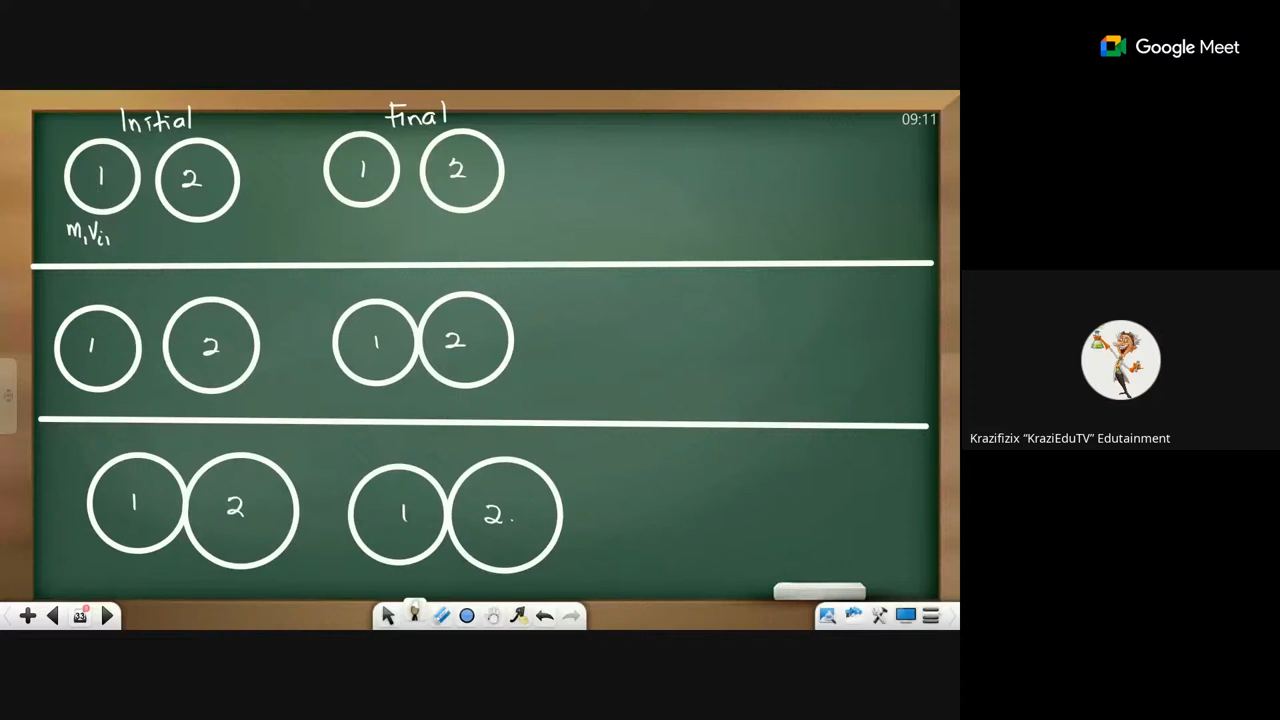 Google Meet
Initial Final
09:11
1 2 1 2
m₁Vi₁
1 2 1 2
1 2 1 2.
Krazifizix “KraziEduTV” Edutainment